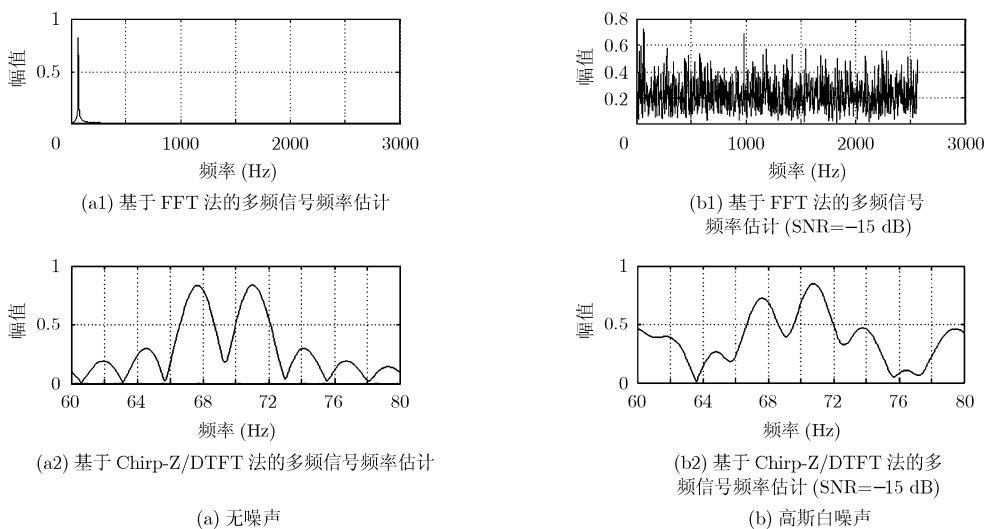 1
0.5
幅值
0
1000
2000
3000
频率 (Hz)
(a1) 基于 FFT 法的多频信号频率估计
0.8
0.6
0.4
0.2
幅值
0
1000
2000
3000
频率 (Hz)
(b1) 基于 FFT 法的多频信号
频率估计 (SNR=−15 dB)
1
0.5
0
幅值
60
64
68
72
76
80
频率 (Hz)
(a2) 基于 Chirp-Z/DTFT 法的多频信号频率估计
1
0.5
0
幅值
60
64
68
72
76
80
频率 (Hz)
(b2) 基于 Chirp-Z/DTFT 法的多
频信号频率估计 (SNR=−15 dB)
(a) 无噪声
(b) 高斯白噪声